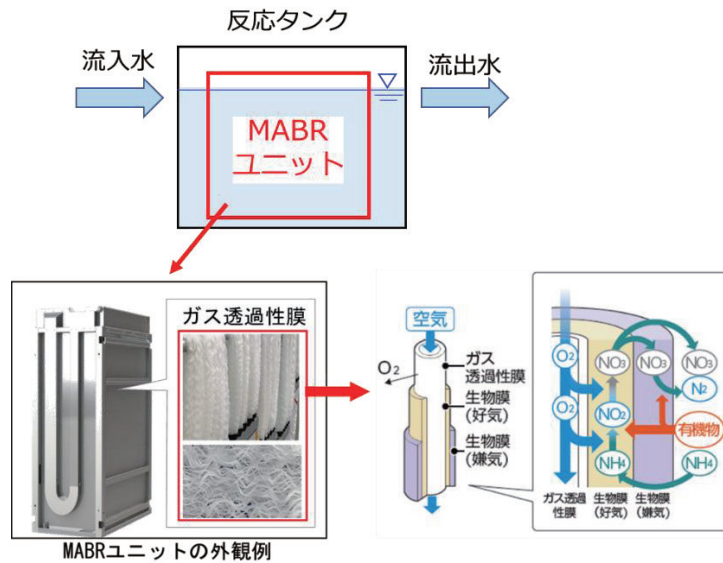 反応タンク
流入水
流出水
MABR
ユニット
ガス透過性膜
MABRユニットの外観例
空気
O2
ガス
透過性膜
生物膜
(好気)
生物膜
(嫌気)
O2
NO3
NO3
NO3
N2
O2
NO2
有機物
NH4
NH4
ガス透過
性膜
生物膜
(好気)
生物膜
(嫌気)